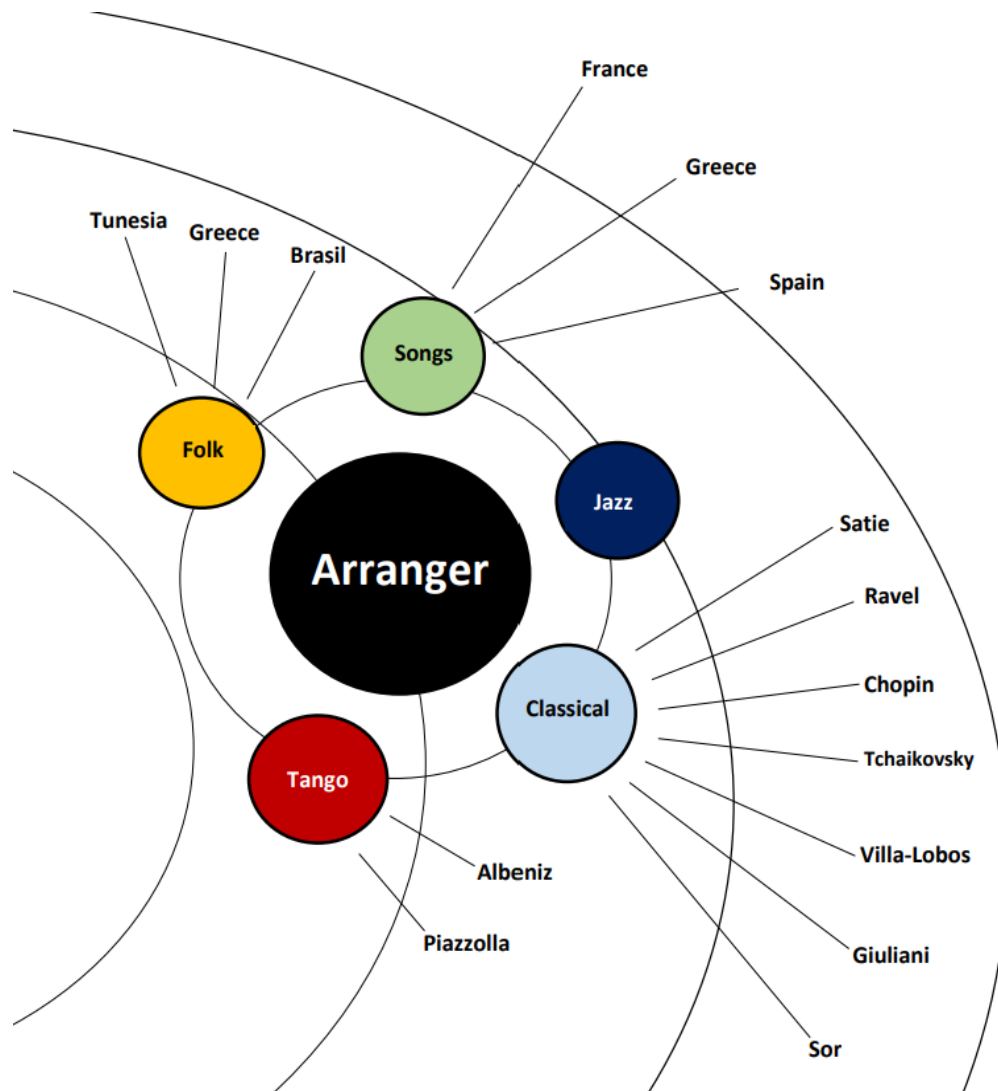 France
Greece
Tunesia
Greece
Brasil
Spain
Songs
Folk
Jazz
Arranger
Satie
Ravel
Chopin
Classical
Tchaikovsky
Tango
Villa-Lobos
Albeniz
Piazzolla
Giuliani
Sor